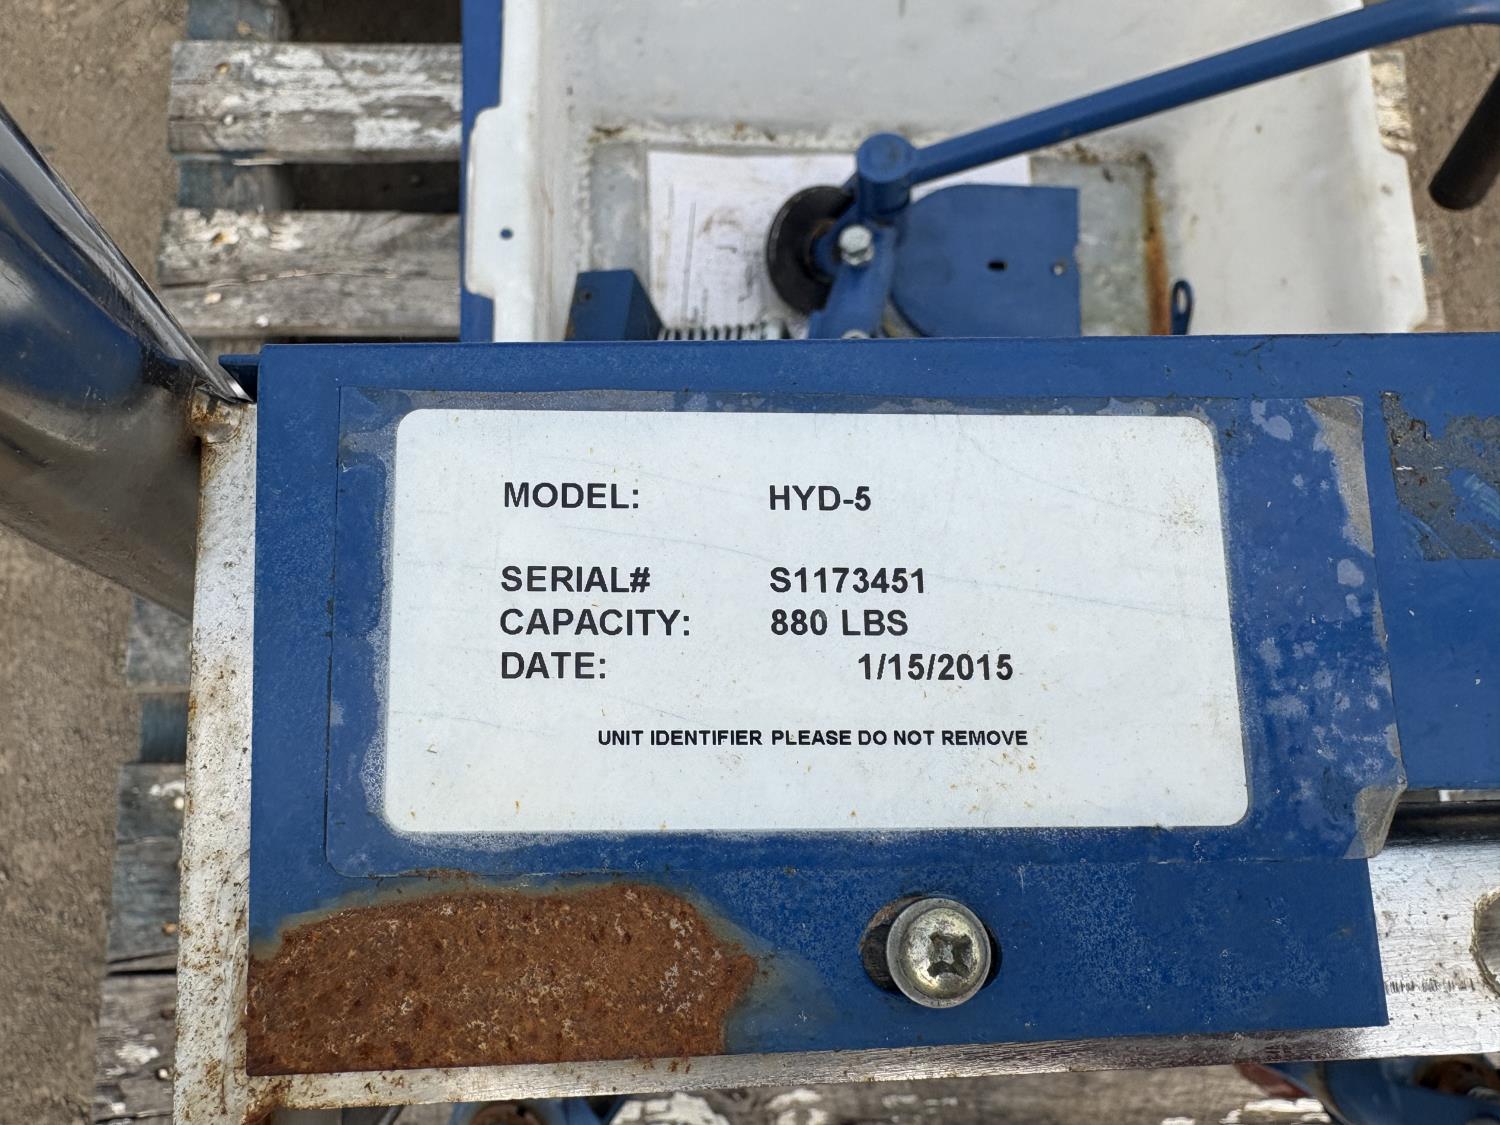 MODEL: HYD-5
SERIAL# S1173451
CAPACITY: 880 LBS
DATE: 1/15/2015
UNIT IDENTIFIER PLEASE DO NOT REMOVE